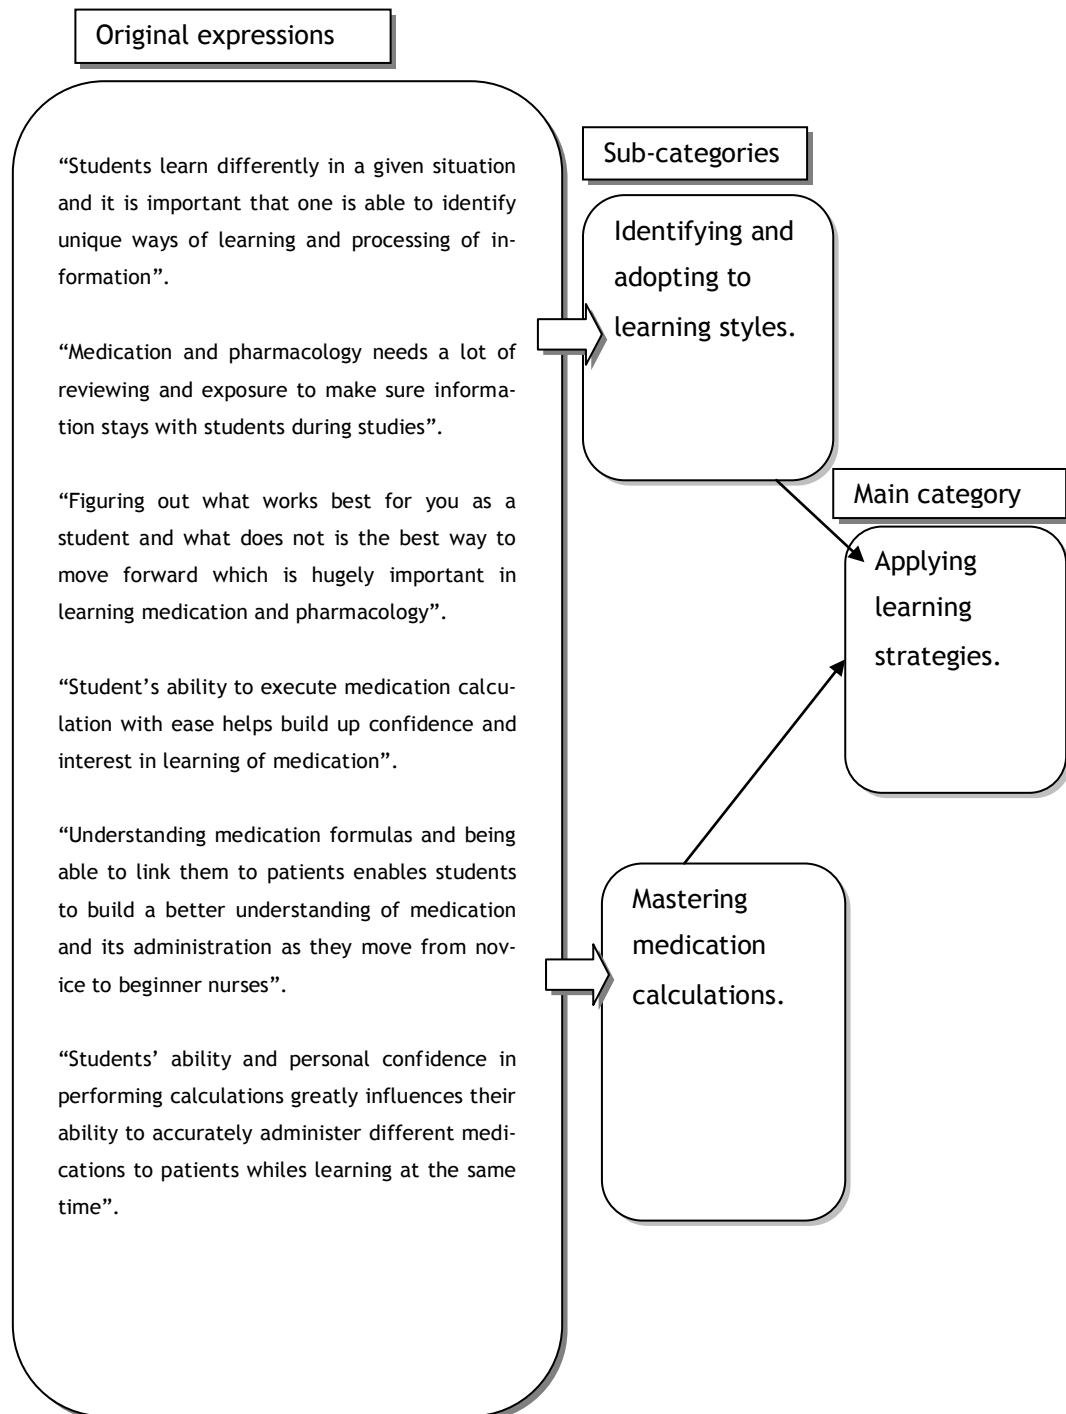 Original expressions
“Students learn differently in a given situation
and it is important that one is able to identify
unique ways of learning and processing of in-
formation”.
“Medication and pharmacology needs a lot of
reviewing and exposure to make sure informa-
tion stays with students during studies”.
“Figuring out what works best for you as a
student and what does not is the best way to
move forward which is hugely important in
learning medication and pharmacology”.
“Student’s ability to execute medication calcu-
lation with ease helps build up confidence and
interest in learning of medication”.
“Understanding medication formulas and being
able to link them to patients enables students
to build a better understanding of medication
and its administration as they move from nov-
ice to beginner nurses”.
“Students’ ability and personal confidence in
performing calculations greatly influences their
ability to accurately administer different medi-
cations to patients whiles learning at the same
time”.
Sub-categories
Identifying and
adopting to
learning styles.
Mastering
medication
calculations.
Main category
Applying
learning
strategies.